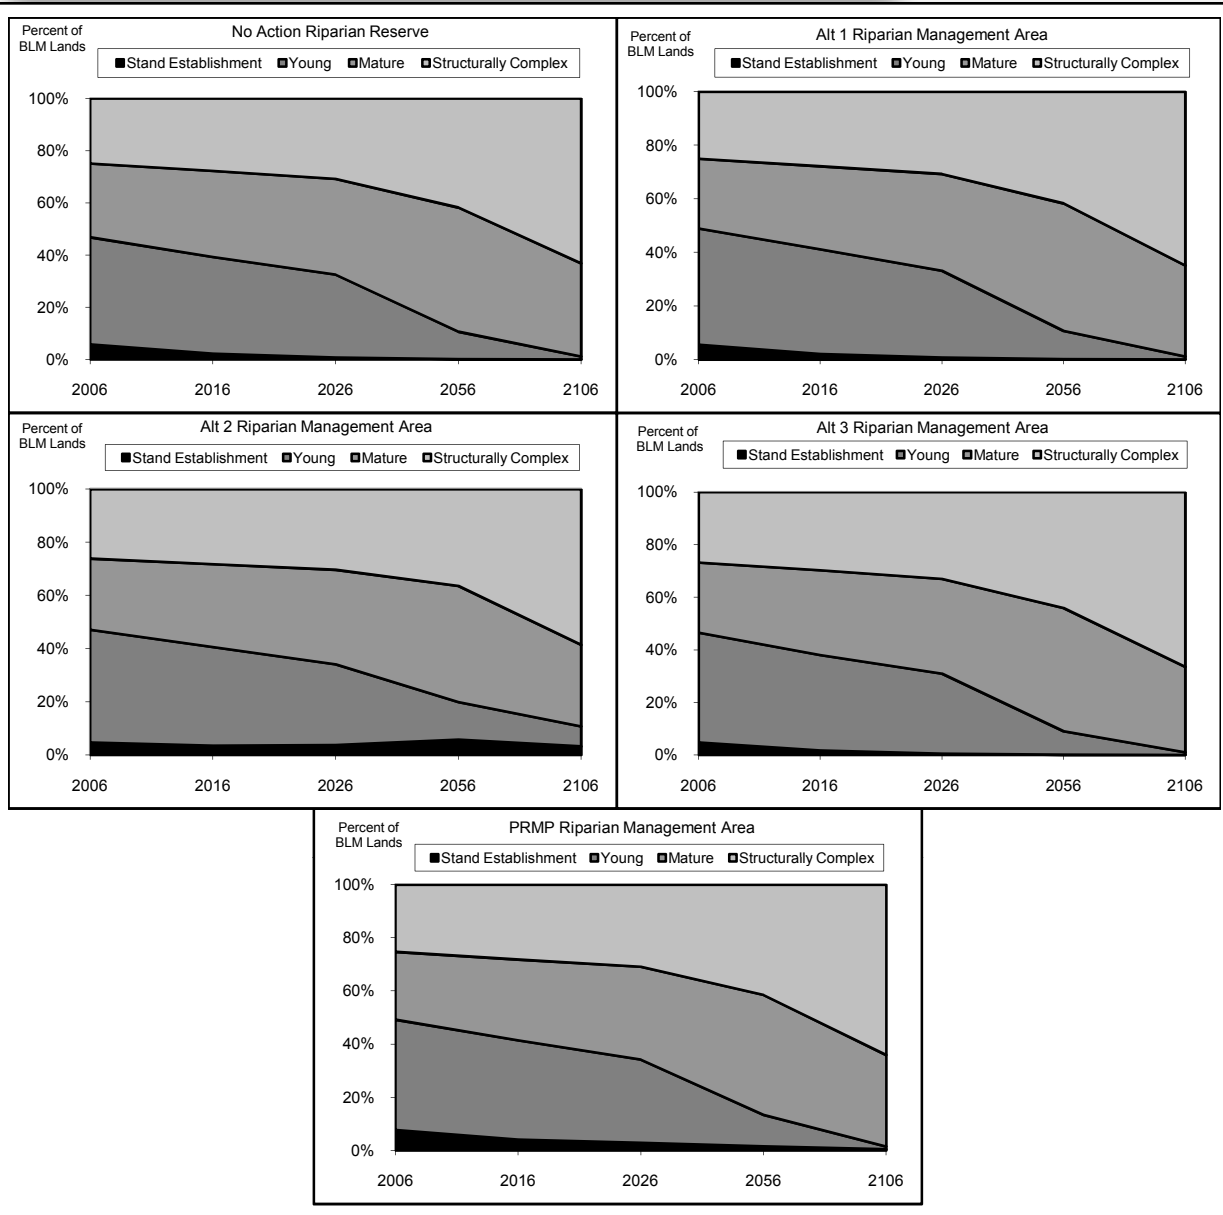 Percent of
BLM Lands
No Action Riparian Reserve
Stand Establishment Young Mature Structurally Complex
100%
80%
60%
40%
20%
0%
2006 2016 2026 2056 2106
Percent of
BLM Lands
Alt 1 Riparian Management Area
Stand Establishment Young Mature Structurally Complex
100%
80%
60%
40%
20%
0%
2006 2016 2026 2056 2106
Percent of
BLM Lands
Alt 2 Riparian Management Area
Stand Establishment Young Mature Structurally Complex
100%
80%
60%
40%
20%
0%
2006 2016 2026 2056 2106
Percent of
BLM Lands
Alt 3 Riparian Management Area
Stand Establishment Young Mature Structurally Complex
100%
80%
60%
40%
20%
0%
2006 2016 2026 2056 2106
Percent of
BLM Lands
PRMP Riparian Management Area
Stand Establishment Young Mature Structurally Complex
100%
80%
60%
40%
20%
0%
2006 2016 2026 2056 2106